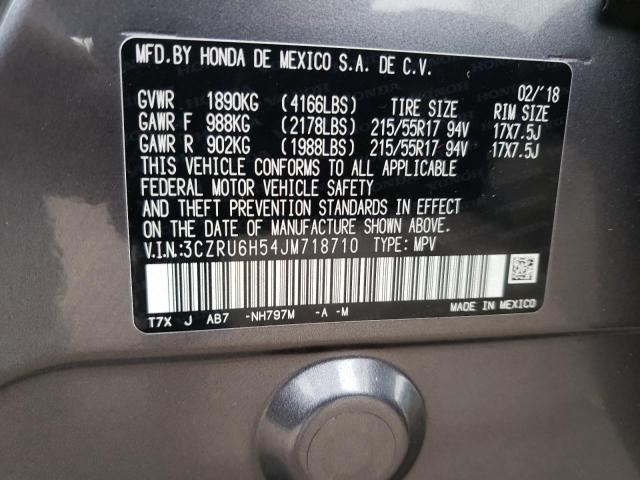 MFD.BY HONDA DE MEXICO S.A. DE C.V.
02/'18
GVWR 1890KG (4166LBS) TIRE SIZE RIM SIZE
GAWR F 988KG (2178LBS) 215/55R17 94V 17X7.5J
GAWR R 902KG (1988LBS) 215/55R17 94V 17X7.5J
THIS VEHICLE CONFORMS TO ALL APPLICABLE
FEDERAL MOTOR VEHICLE SAFETY
AND THEFT PREVENTION STANDARDS IN EFFECT
ON THE DATE OF MANUFACTURE SHOWN ABOVE.
V.I.N:3CZRU6H54JM718710 TYPE: MPV
T7X J AB7 -NH797M -A -M
MADE IN MEXICO